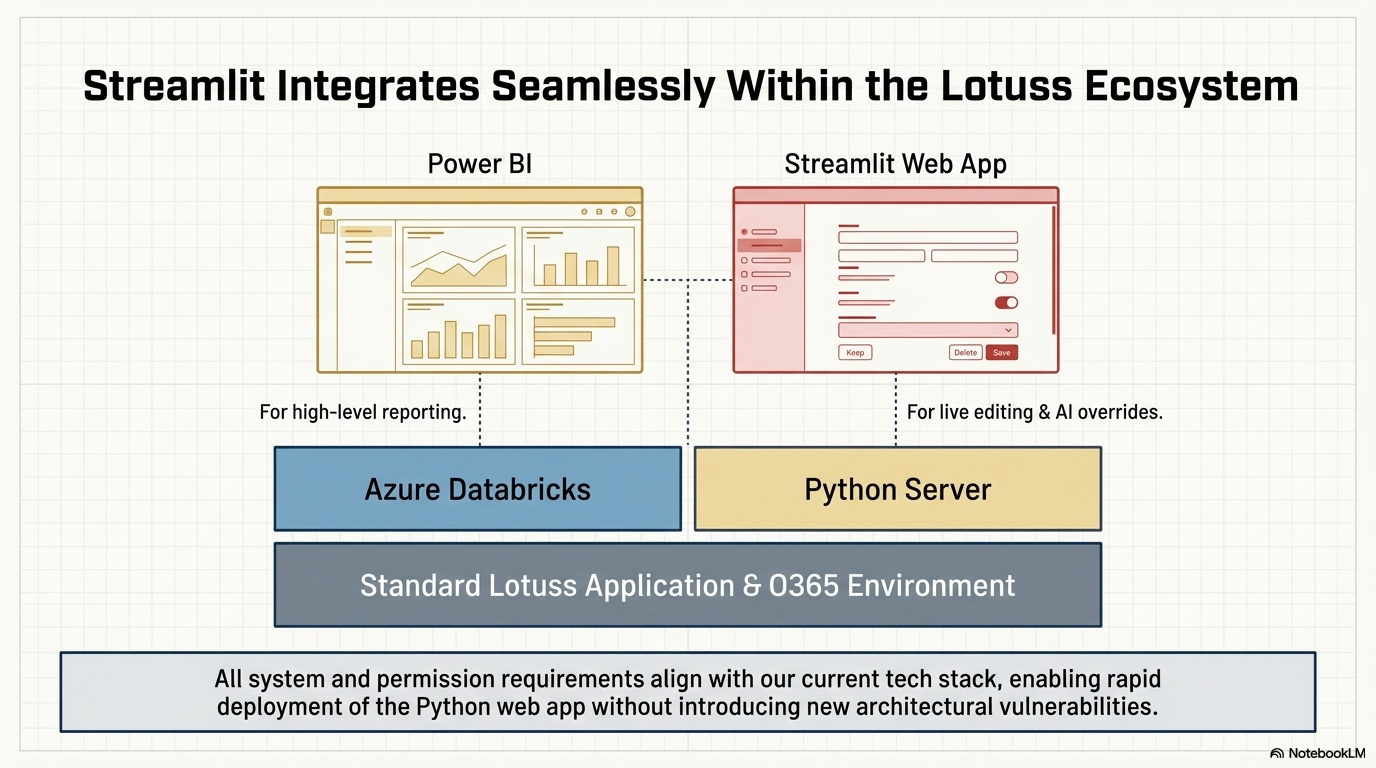 Streamlit Integrates Seamlessly Within the Lotuss Ecosystem
Power BI
Streamlit Web App
Keep
Delete
Save
For high-level reporting.
For live editing & AI overrides.
Azure Databricks
Python Server
Standard Lotuss Application & O365 Environment
All system and permission requirements align with our current tech stack, enabling rapid
deployment of the Python web app without introducing new architectural vulnerabilities.
NotebookLM